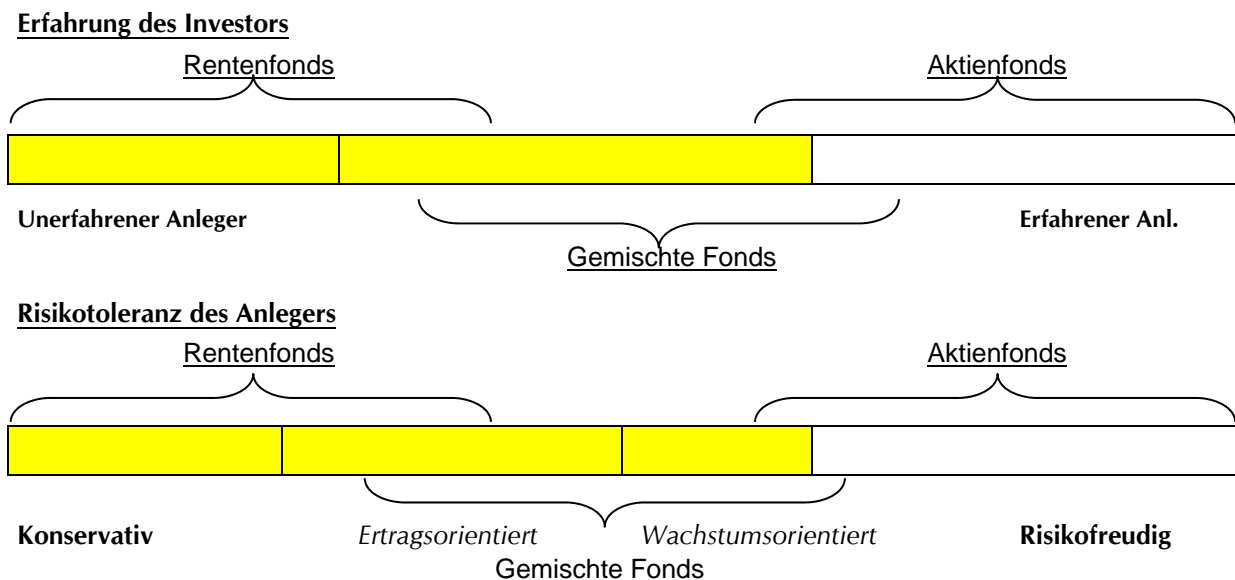 Erfahrung des Investors
Rentenfonds Aktienfonds
Unerfahrener Anleger Erfahrener Anl.
Gemischte Fonds
Risikotoleranz des Anlegers
Rentenfonds Aktienfonds
Konservativ Ertragsorientiert Wachstumsorientiert Risikofreudig
Gemischte Fonds